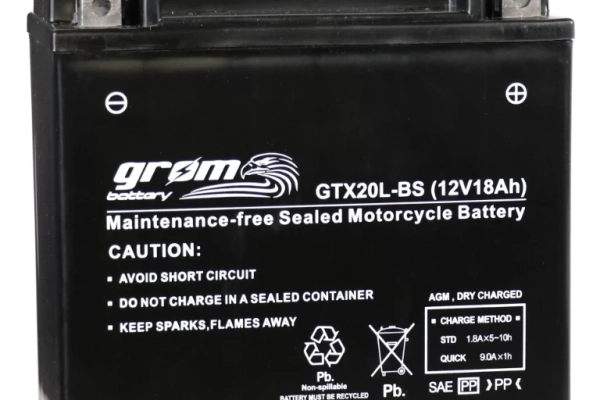 ⊖ ⊕
grøm
battery
GTX20L-BS (12V18Ah)
Maintenance-free Sealed Motorcycle Battery
CAUTION:
▪ AVOID SHORT CIRCUIT
▪ DO NOT CHARGE IN A SEALED CONTAINER
▪ KEEP SPARKS,FLAMES AWAY
AGM , DRY CHARGED
▪ CHARGE METHOD ▪
STD 1.8A×5~10h
QUICK 9.0A×1h
Pb.
Non-spillable
BATTERY MUST BE RECYCLED
Pb.
SAE PP 》PP《